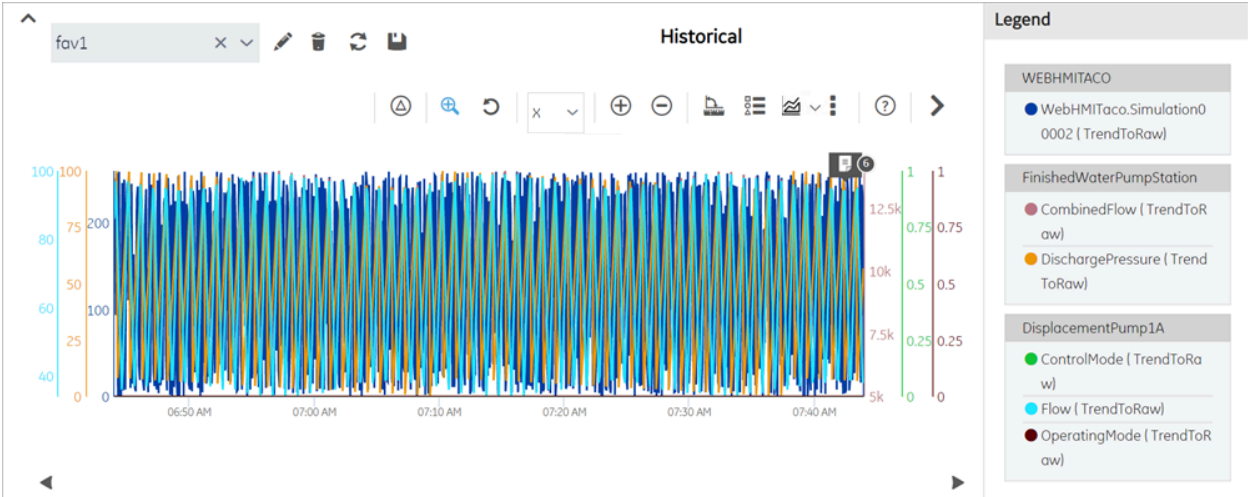 Legend
fav1
Historical
X
?
6
WEBHMITACO
WebHMITaco.Simulation0
0002 ( TrendToRaw)
FinishedWaterPumpStation
CombinedFlow ( TrendToR
aw)
DischargePressure ( Trend
ToRaw)
DisplacementPump1A
ControlMode ( TrendToRa
w)
Flow ( TrendToRaw)
OperatingMode ( TrendToR
aw)
100
80
60
40
100
75
50
25
0
200
100
0
12.5k
10k
7.5k
5k
1
0.75
0.5
0.25
0
1
0.75
0.5
0.25
0
06:50 AM
07:00 AM
07:10 AM
07:20 AM
07:30 AM
07:40 AM